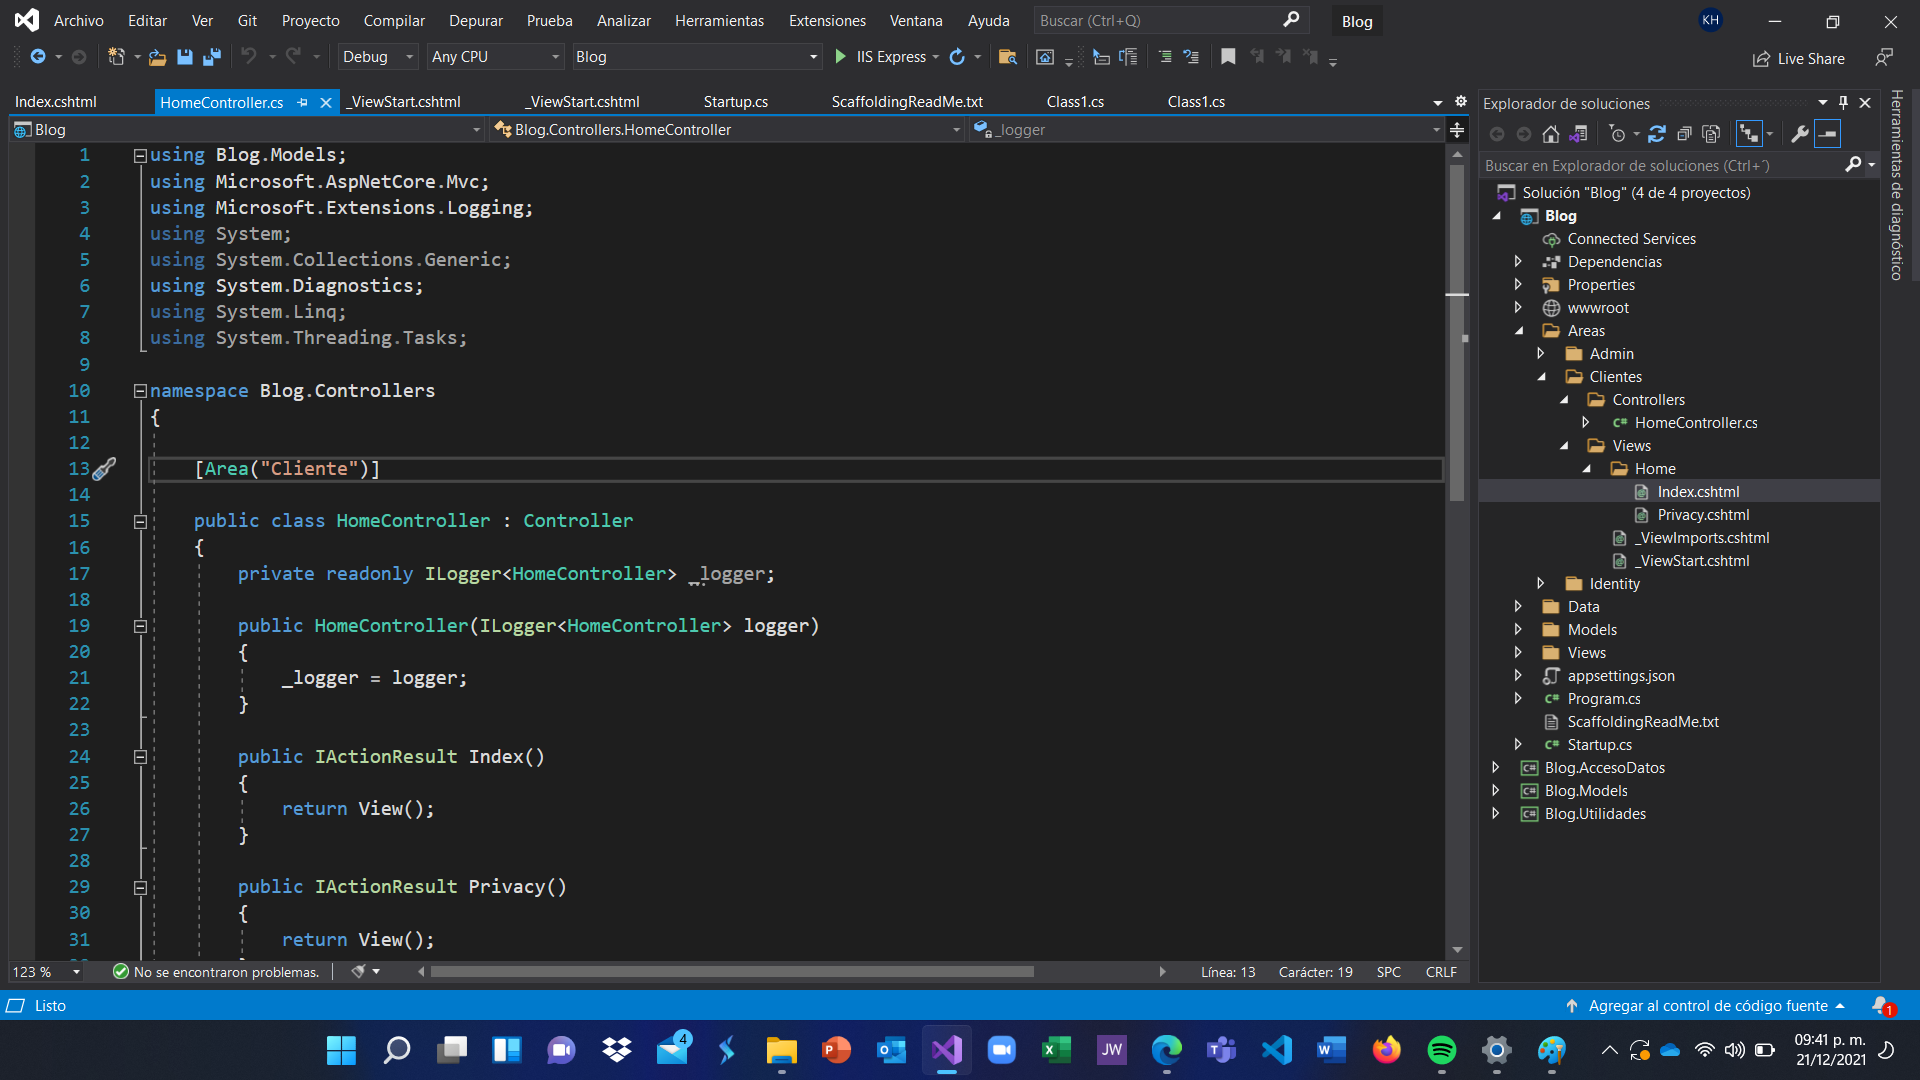 Archivo Editar Ver Git Proyecto Compilar Depurar Prueba Analizar Herramientas Extensiones Ventana Ayuda Buscar (Ctrl+Q) Blog KH
Debug Any CPU Blog IIS Express Live Share
Index.cshtml HomeController.cs _ViewStart.cshtml _ViewStart.cshtml Startup.cs ScaffoldingReadMe.txt Class1.cs Class1.cs
Blog Blog.Controllers.HomeController _logger
1 using Blog.Models;
2 using Microsoft.AspNetCore.Mvc;
3 using Microsoft.Extensions.Logging;
4 using System;
5 using System.Collections.Generic;
6 using System.Diagnostics;
7 using System.Linq;
8 using System.Threading.Tasks;
9
10 namespace Blog.Controllers
11 {
12
13 [Area("Cliente")]
14
15 public class HomeController : Controller
16 {
17 private readonly ILogger<HomeController> _logger;
18
19 public HomeController(ILogger<HomeController> logger)
20 {
21 _logger = logger;
22 }
23
24 public IActionResult Index()
25 {
26 return View();
27 }
28
29 public IActionResult Privacy()
30 {
31 return View();
123 % No se encontraron problemas. Línea: 13 Carácter: 19 SPC CRLF
Explorador de soluciones
Buscar en Explorador de soluciones (Ctrl+´)
Solución "Blog" (4 de 4 proyectos)
Blog
Connected Services
Dependencias
Properties
wwwroot
Areas
Admin
Clientes
Controllers
HomeController.cs
Views
Home
Index.cshtml
Privacy.cshtml
_ViewImports.cshtml
_ViewStart.cshtml
Identity
Data
Models
Views
appsettings.json
Program.cs
ScaffoldingReadMe.txt
Startup.cs
Blog.AccesoDatos
Blog.Models
Blog.Utilidades
Herramientas de diagnóstico
Listo Agregar al control de código fuente 1
4
JW
09:41 p. m.
21/12/2021